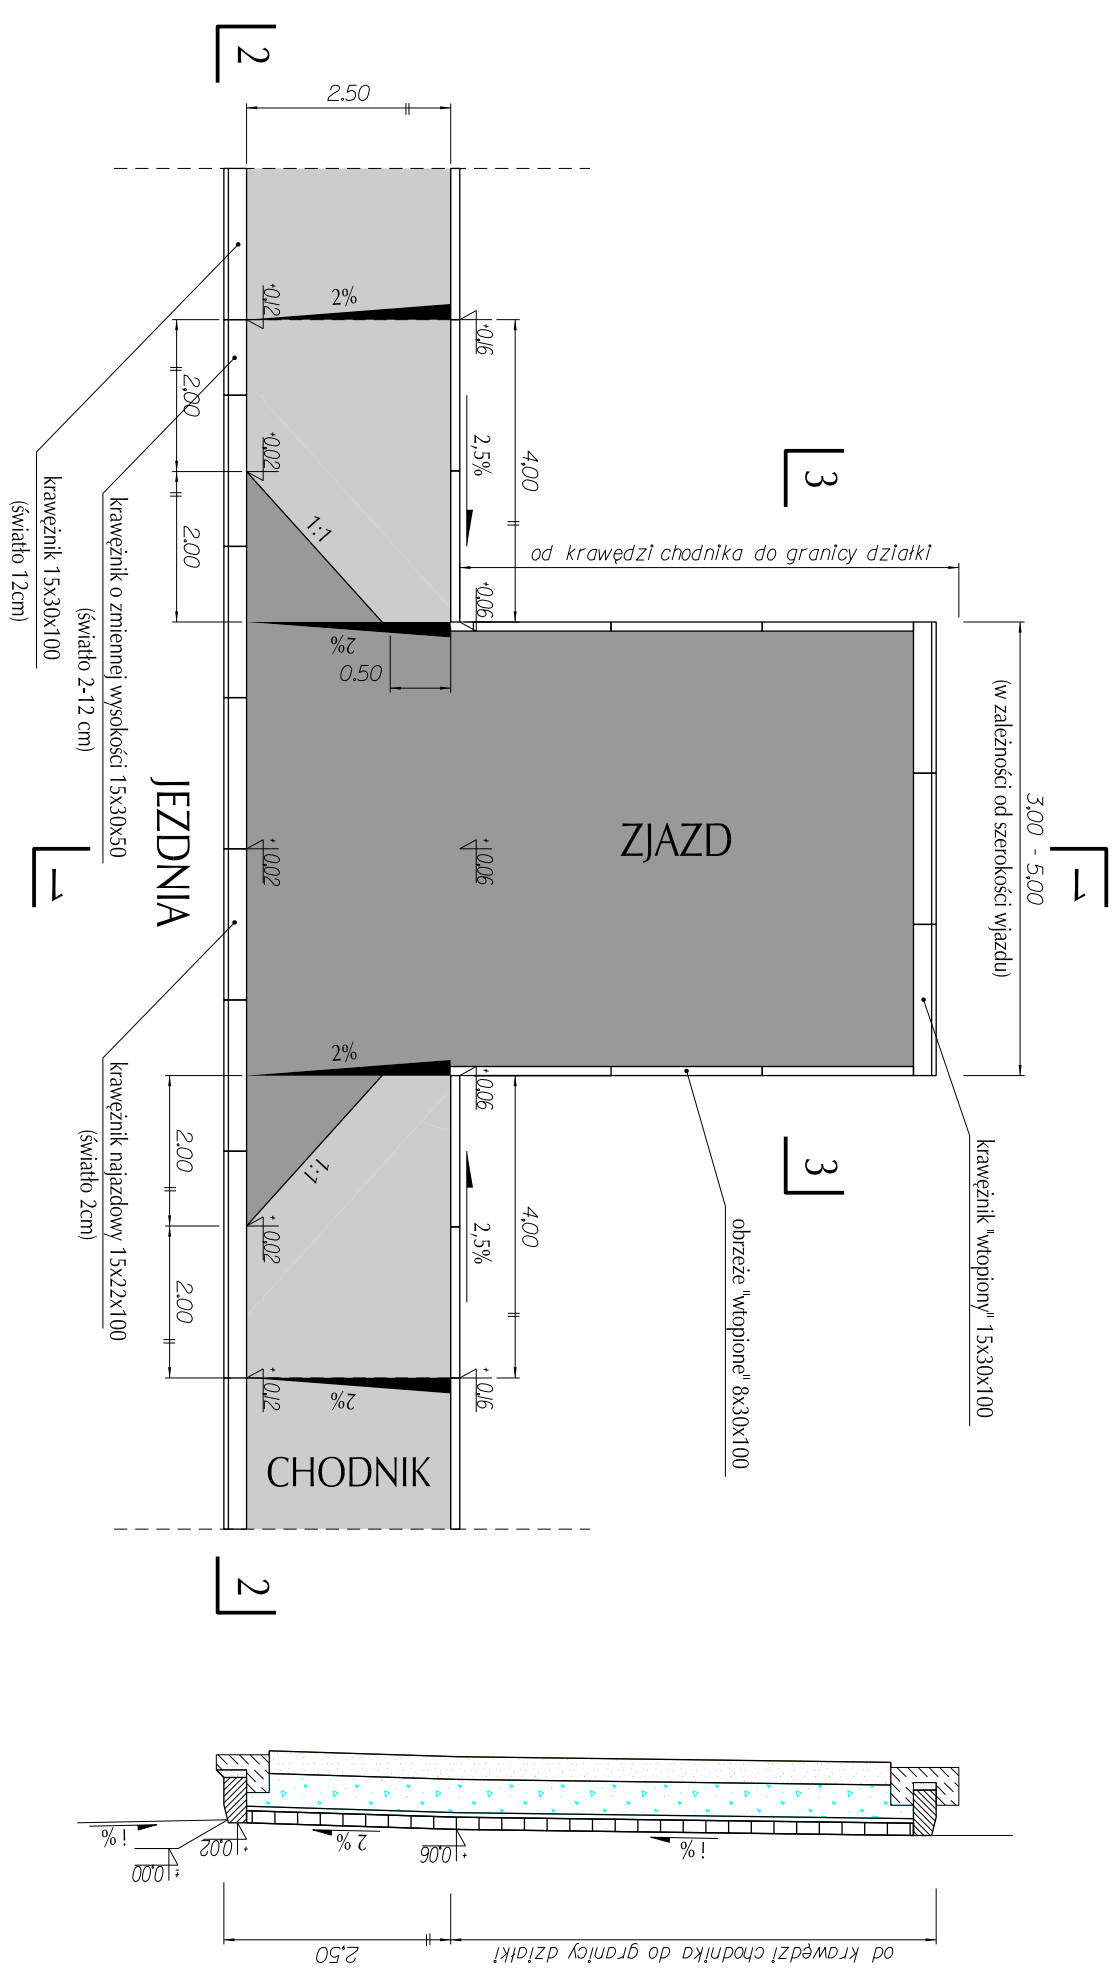 2
2.50
2%
+0,12
+0,16
2,00
4,00
2,5%
+0,02
3
2.00
1:1
od krawędzi chodnika do granicy działki
krawężnik 15x30x100
(światło 12cm)
krawężnik o zmiennej wysokości 15x30x50
(światło 2-12 cm)
+0,06
2%
0.50
(w zależności od szerokości wjazdu)
3,00 - 5,00
JEZDNIA
ZJAZD
1
1
+0,02
+0,06
2%
+0,06
krawężnik najazdowy 15x22x100
(światło 2cm)
2.00
1:1
4,00
2,5%
3
krawężnik "wtopiony" 15x30x100
obrzeże "wtopione" 8x30x100
+0,02
2.00
+0,12
2%
+0,16
CHODNIK
2
i%
±0,00
+0,02
2%
+0,06
i%
2,50
od krawędzi chodnika do granicy działki